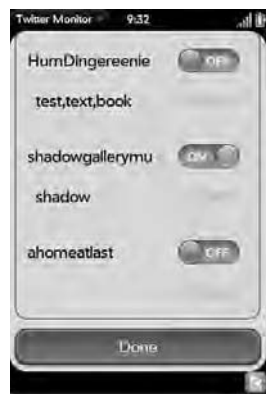 Twitter Monitor 9:32
HumDingereenie OFF
test,text,book
shadowgallerymu ON
shadow
ahomeatlast OFF
Done